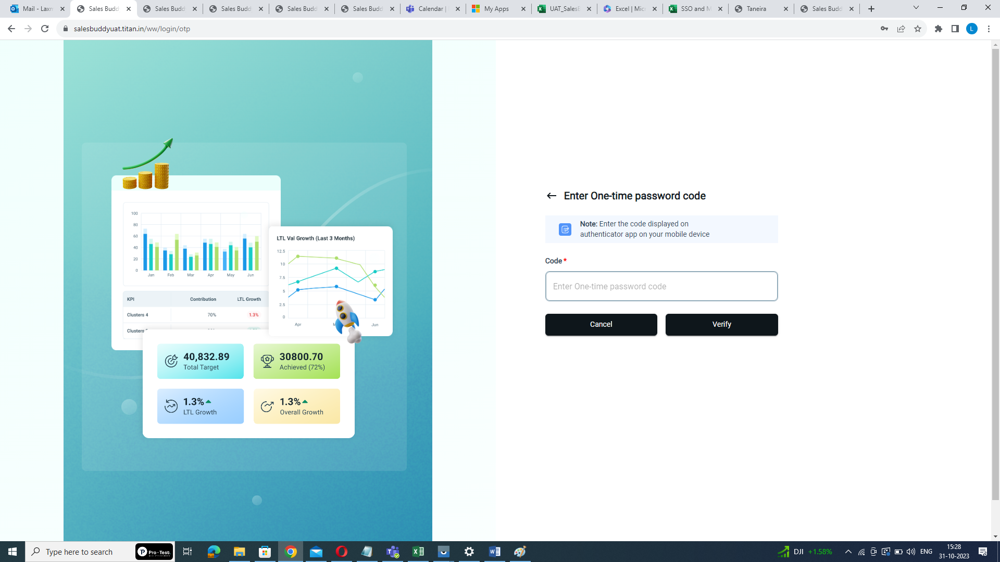 Mail - Laxm
Sales Budd
Sales Budd
Sales Budd
Sales Budd
Sales Budd
Calendar |
My Apps
UAT_SalesB
Excel | Micr
SSO and M
Taneira
Sales Budd
salesbuddyuat.titan.in/ww/login/otp
L
100
80
60
40
20
0
Jan Feb Mar Apr May Jun
KPI Contribution LTL Growth
Clusters 4 70% 1.3%
Clusters
LTL Val Growth (Last 3 Months)
12.5
10
7.5
5
2.5
0
Apr M Jun
40,832.89
Total Target
30800.70
Achieved (72%)
1.3%
LTL Growth
1.3%
Overall Growth
Enter One-time password code
Note: Enter the code displayed on
authenticator app on your mobile device
Code*
Enter One-time password code
Cancel
Verify
Type here to search
Pro-Test.
DJI +1.58%
ENG
15:28
31-10-2023